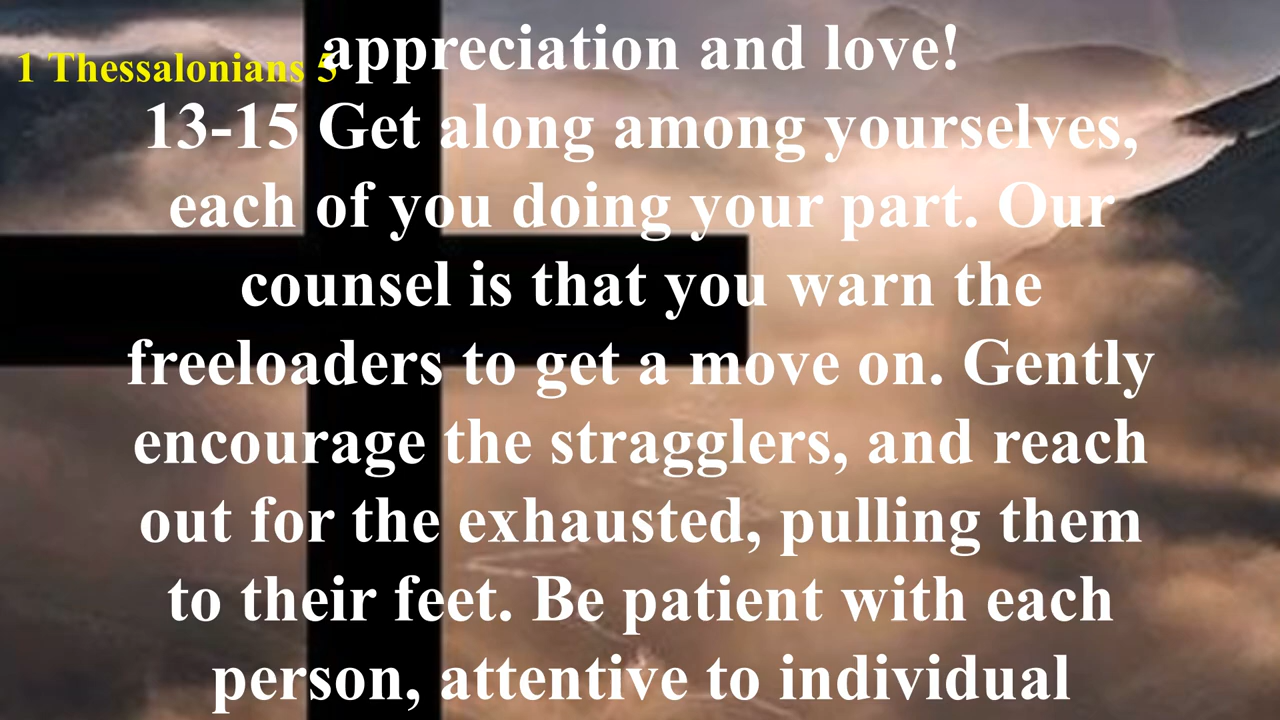 1 Thessalonians 5
appreciation and love!
13-15 Get along among yourselves,
each of you doing your part. Our
counsel is that you warn the
freeloaders to get a move on. Gently
encourage the stragglers, and reach
out for the exhausted, pulling them
to their feet. Be patient with each
person, attentive to individual